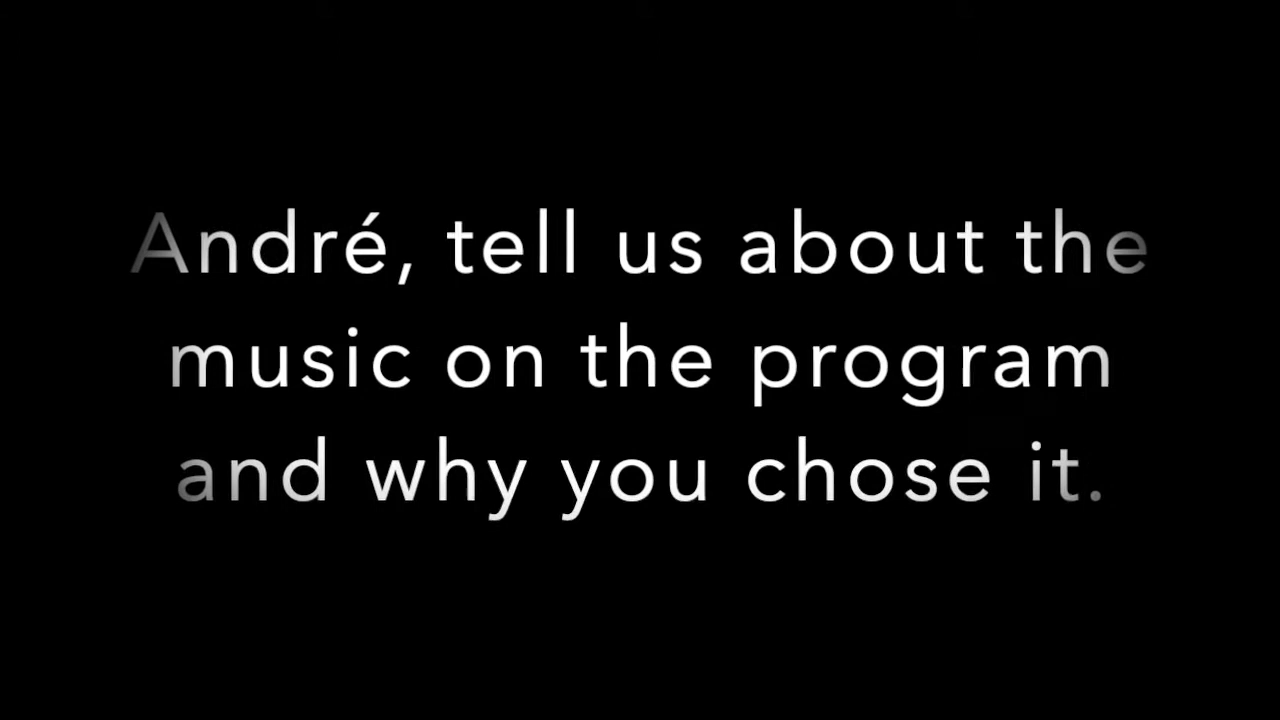 André, tell us about the
music on the program
and why you chose it.